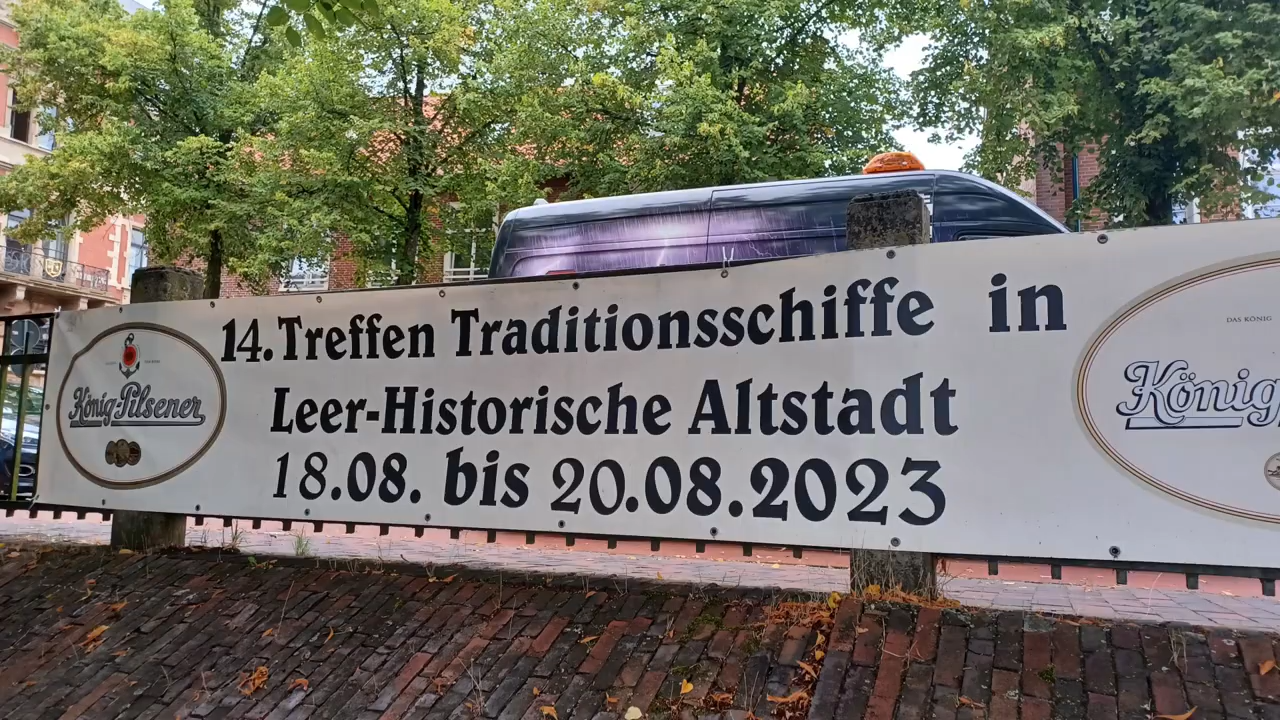 14. Treffen Traditionsschiffe in
Leer-Historische Altstadt
18.08. bis 20.08.2023
König-Pilsener
DAS KÖNIG
König